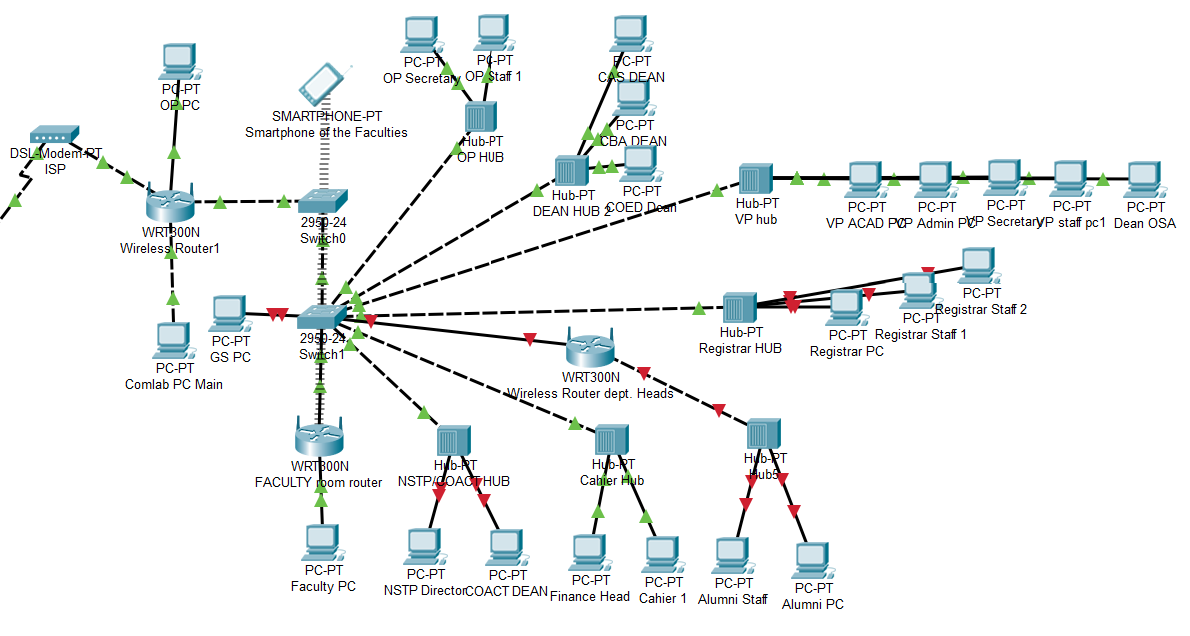 PC-PT
OP PC
SMARTPHONE-PT
Smartphone of the Faculties
PC-PT
OP Secretary
PC-PT
OP Staff 1
PC-PT
CAS DEAN
PC-PT
CBA DEAN
DSL-Modem-PT
ISP
Hub-PT
OP HUB
Hub-PT
DEAN HUB 2
PC-PT
COED Dean
Hub-PT
VP hub
PC-PT
VP ACAD PC
PC-PT
VP Admin PC
PC-PT
VP Secretary
PC-PT
VP staff pc1
PC-PT
Dean OSA
WRT300N
Wireless Router1
2950-24
Switch0
PC-PT
GS PC
2950-24
Switch1
Hub-PT
Registrar HUB
PC-PT
Registrar PC
PC-PT
Registrar Staff 1
PC-PT
Registrar Staff 2
PC-PT
Comlab PC Main
WRT300N
Wireless Router dept. Heads
WRT300N
FACULTY room router
Hub-PT
NSTP/COACT HUB
Hub-PT
Cahier Hub
Hub-PT
Hub5
PC-PT
Faculty PC
PC-PT
NSTP Director
PC-PT
COACT DEAN
PC-PT
Finance Head
PC-PT
Cahier 1
PC-PT
Alumni Staff
PC-PT
Alumni PC